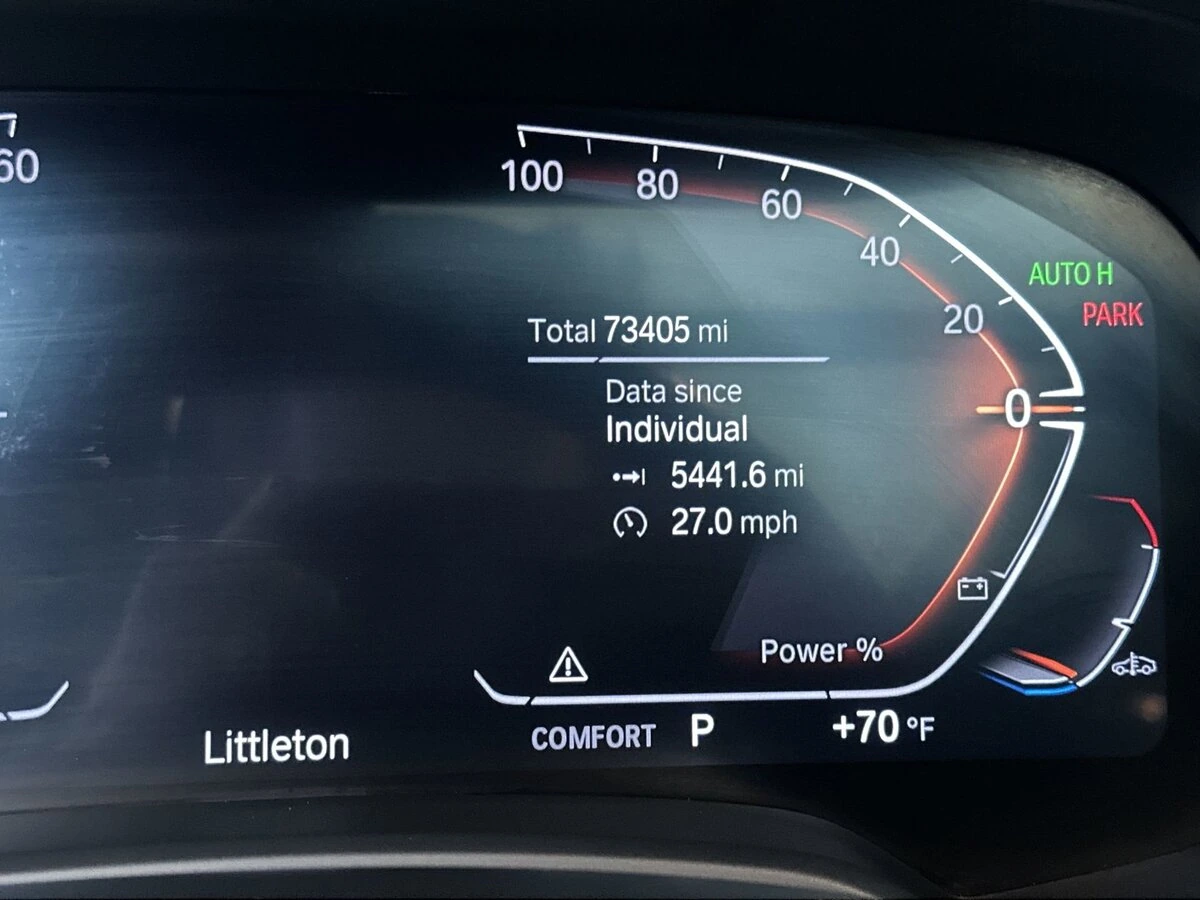 60
100
80
60
40
20
0
AUTO H
PARK
Total 73405 mi
Data since
Individual
5441.6 mi
27.0 mph
Power %
Littleton
COMFORT P +70 °F